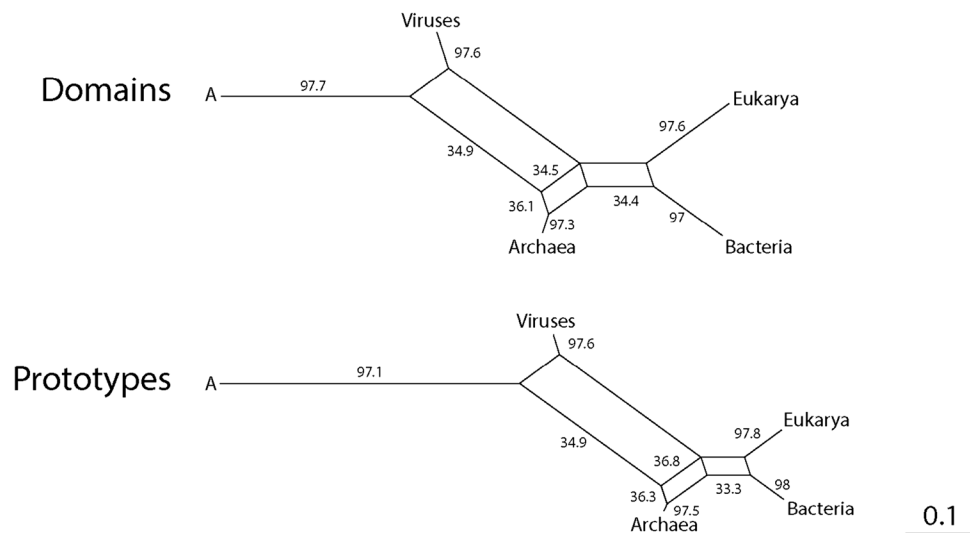 Viruses
97.6
Domains A 97.7
Eukarya
97.6
34.9
34.5
36.1
34.4
97.3
97
Archaea
Bacteria
Viruses
97.6
Prototypes A 97.1
Eukarya
97.8
34.9
36.8
36.3
33.3
98
97.5
Bacteria
Archaea
0.1